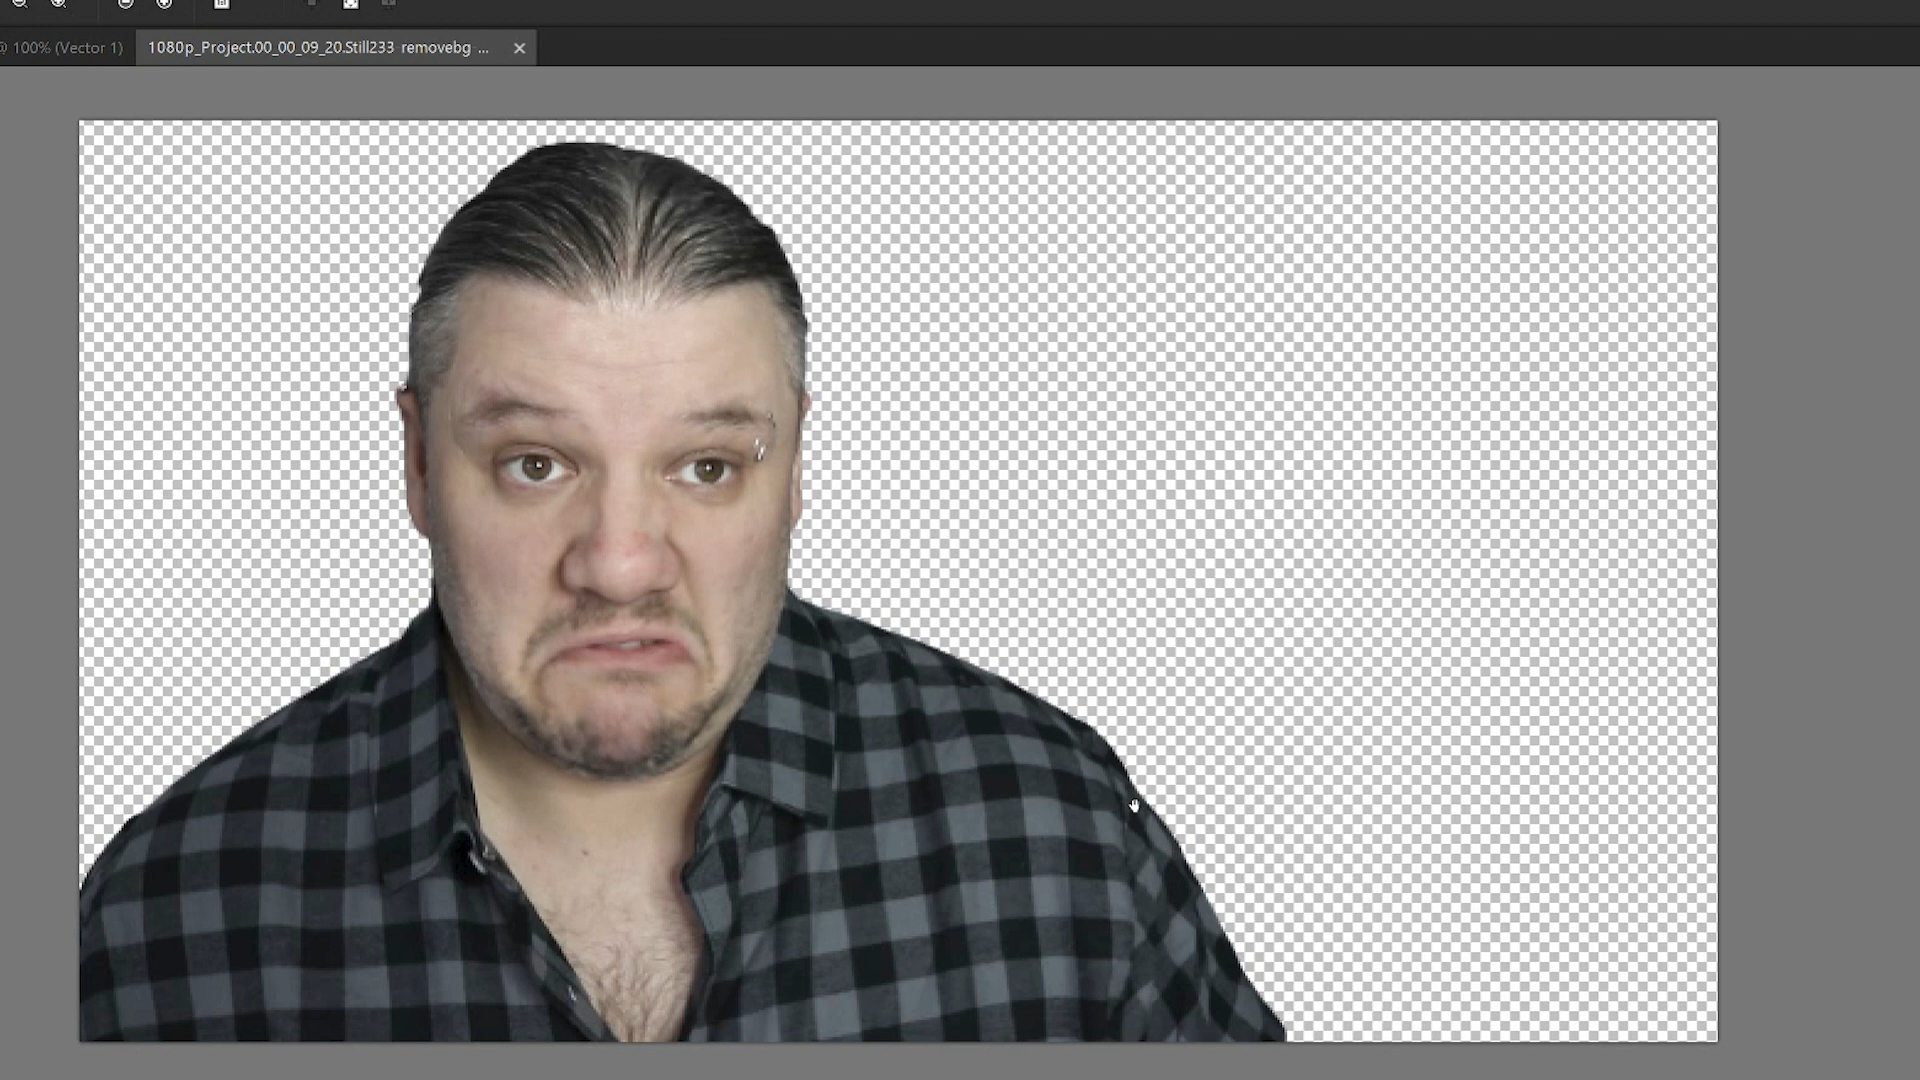 @ 100% (Vector 1)
1080p_Project.00_00_09_20.Still233 removebg ...